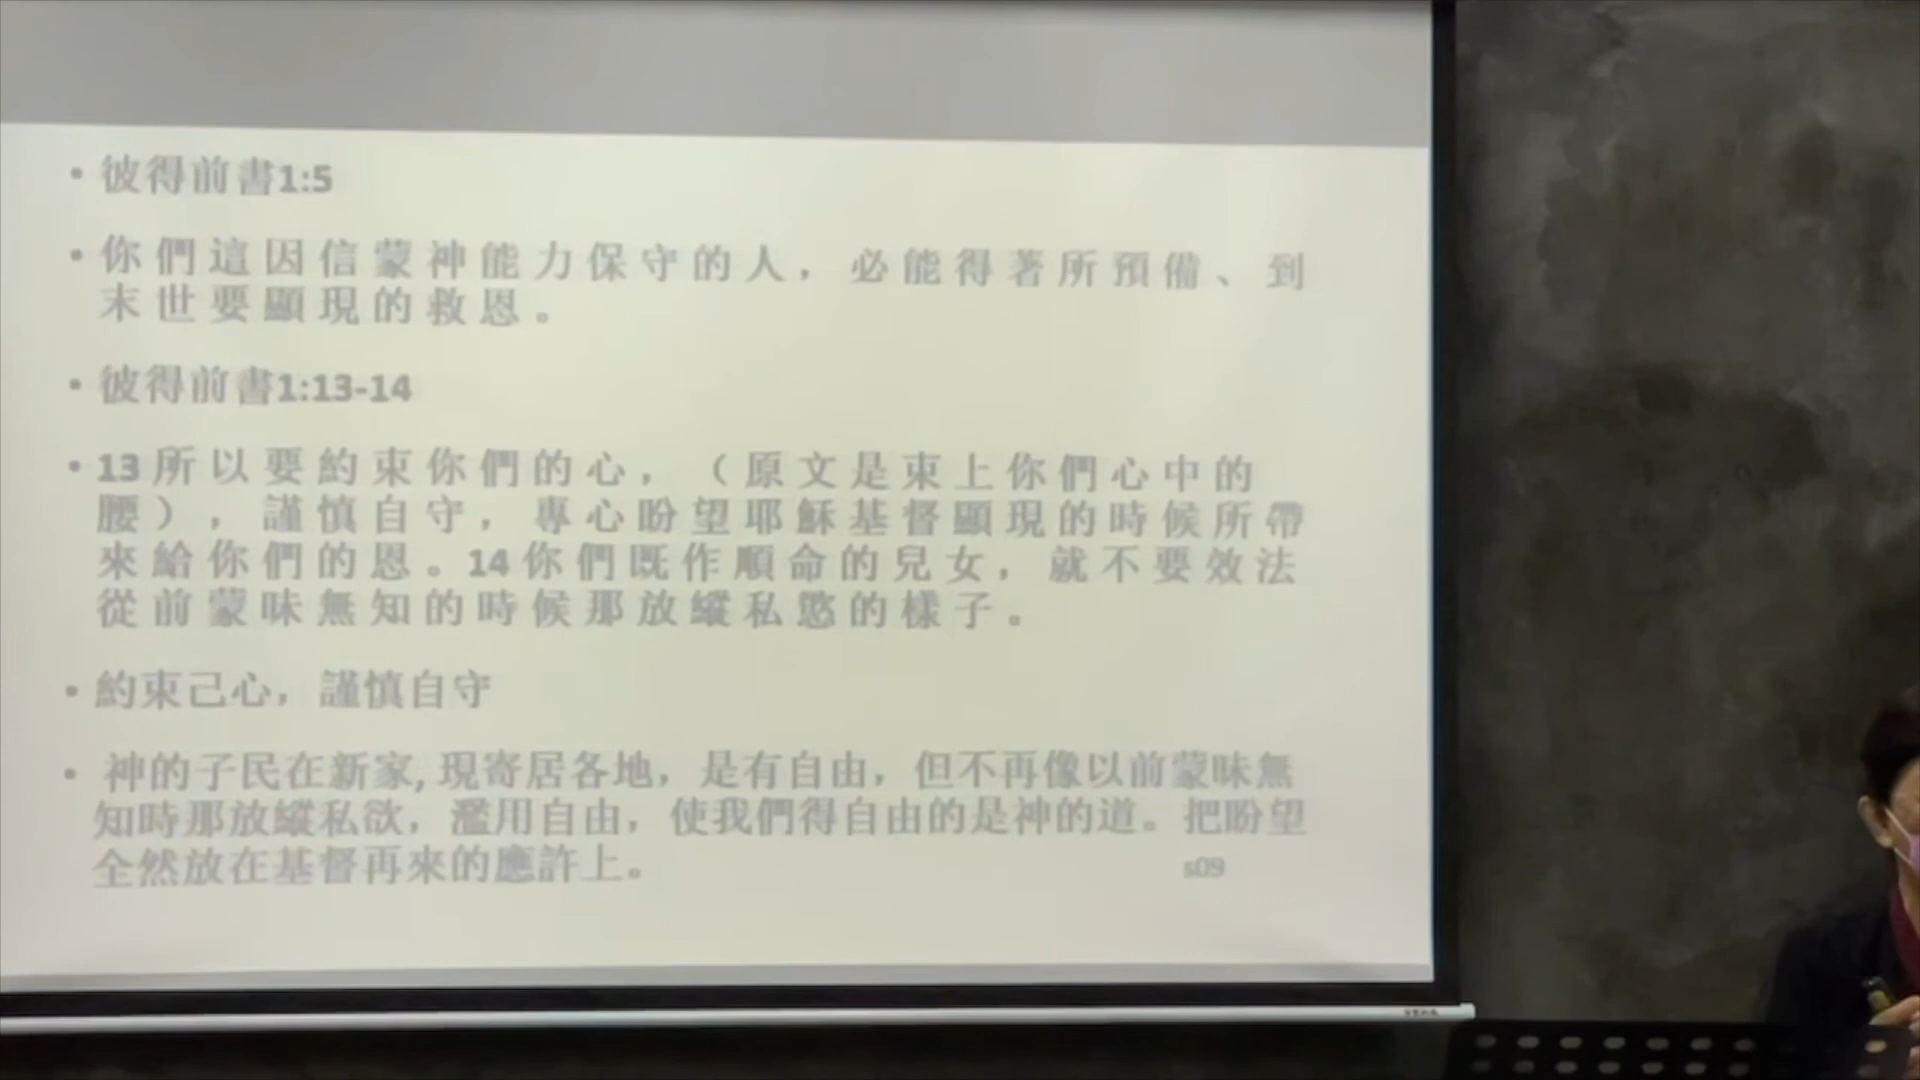 • 彼得前書1:5
• 你們這因信蒙神能力保守的人，必能得著所預備、到
末世要顯現的救恩。
• 彼得前書1:13-14
• 13所以要約束你們的心，（原文是束上你們心中的
腰），謹慎自守，專心盼望耶穌基督顯現的時候所帶
來給你們的恩。14你們既作順命的兒女，就不要效法
從前蒙昧無知的時候那放縱私慾的樣子。
• 約束己心，謹慎自守
• 神的子民在新家,現寄居各地，是有自由，但不再像以前蒙昧無
知時那放縱私欲，濫用自由，使我們得自由的是神的道。把盼望
全然放在基督再來的應許上。
s09